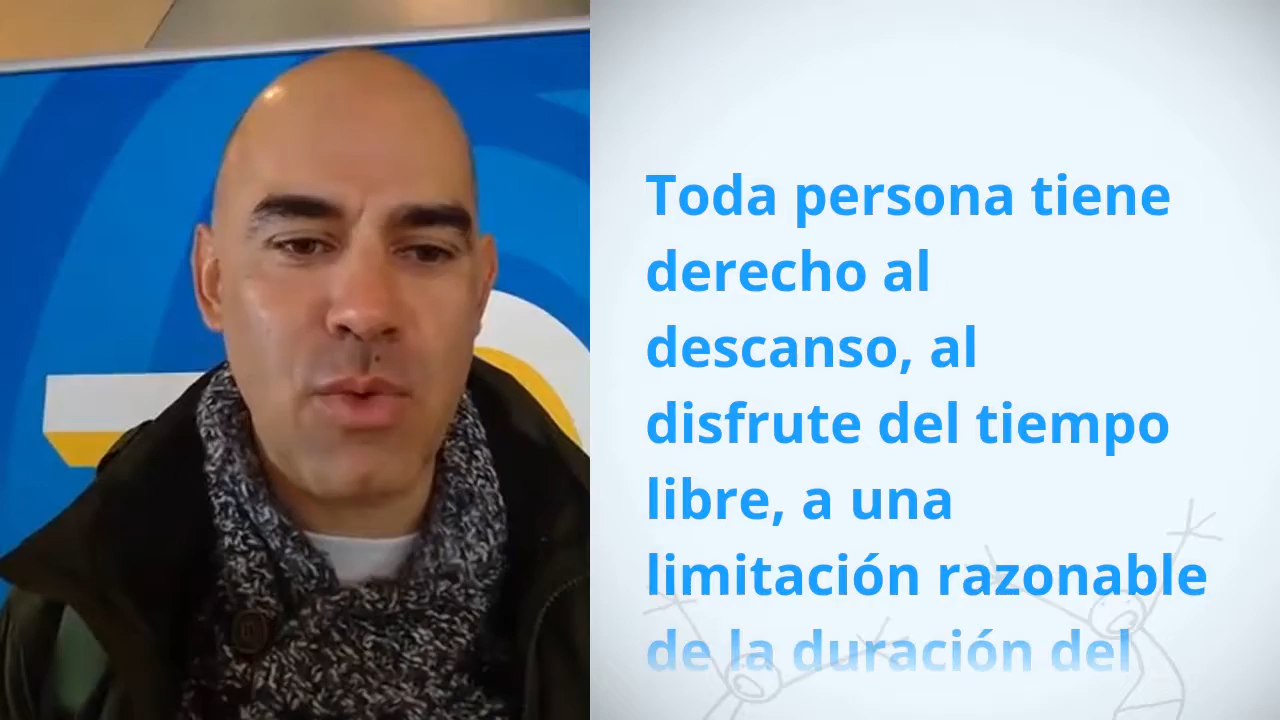 Toda persona tiene
derecho al
descanso, al
disfrute del tiempo
libre, a una
limitación razonable
de la duración del